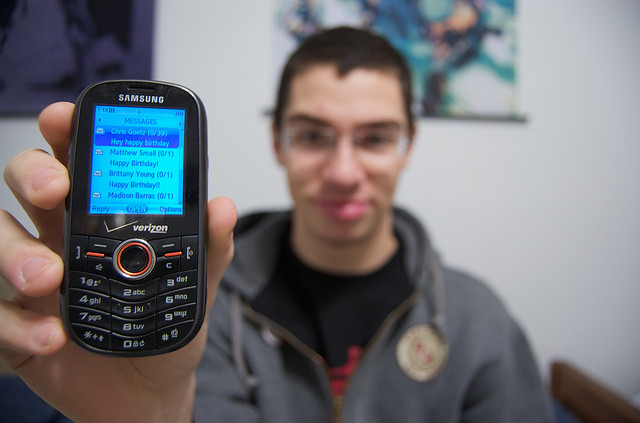 SAMSUNG
MESSAGES
Chris Goetz (0/39)
Hey happy birthday
Matthew Small (0/1)
Happy Birthday!
Brittany Young (0/1)
Happy Birthday!!
Madison Barras (0/1)
Reply OPEN Options
verizon
1 @:' 2 abc 3 def
4 ghi 5 jkl 6 mno
7 pqrs 8 tuv 9 wxyz
* 0 #